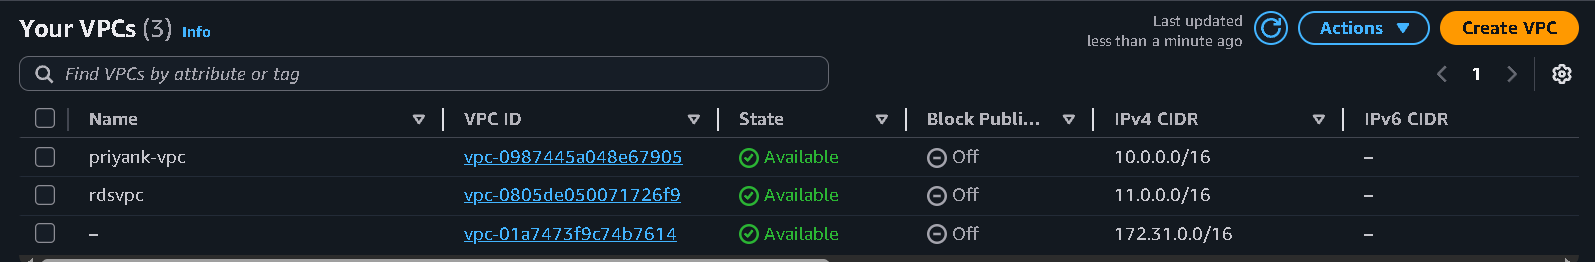 Your VPCs (3) Info
Last updated
less than a minute ago
Actions
Create VPC
Find VPCs by attribute or tag
1
Name VPC ID State Block Publi... IPv4 CIDR IPv6 CIDR
priyank-vpc vpc-0987445a048e67905 Available Off 10.0.0.0/16 –
rdsvpc vpc-0805de050071726f9 Available Off 11.0.0.0/16 –
– vpc-01a7473f9c74b7614 Available Off 172.31.0.0/16 –